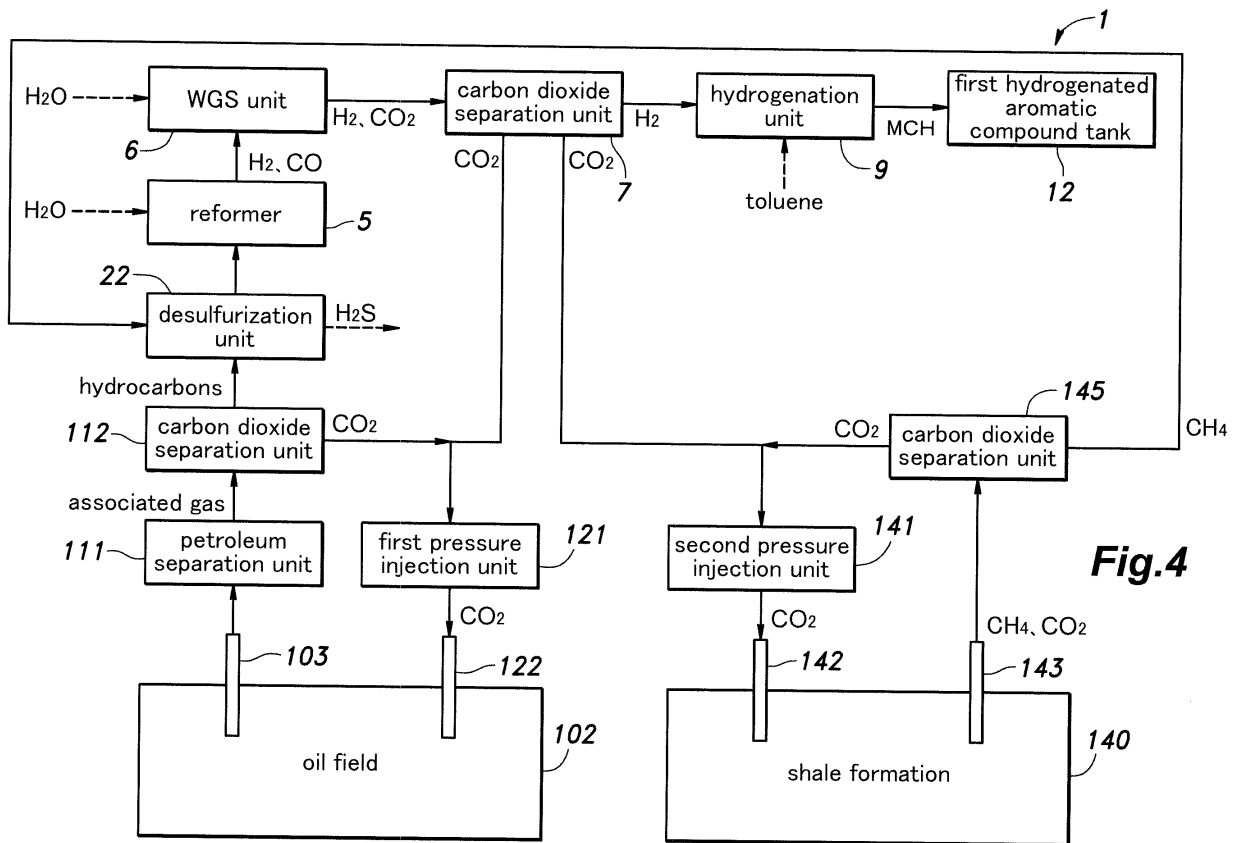 1
H2O
WGS unit
6
H2、CO2
carbon dioxide
separation unit
7
H2
hydrogenation
unit
9
MCH
first hydrogenated
aromatic
compound tank
12
CO2
CO2
toluene
H2、CO
H2O
reformer
5
22
desulfurization
unit
H2S
hydrocarbons
112
carbon dioxide
separation unit
CO2
CO2
carbon dioxide
separation unit
145
CH4
associated gas
111
petroleum
separation unit
first pressure
injection unit
121
second pressure
injection unit
141
Fig.4
CO2
CO2
CH4、CO2
103
122
142
143
oil field
102
shale formation
140